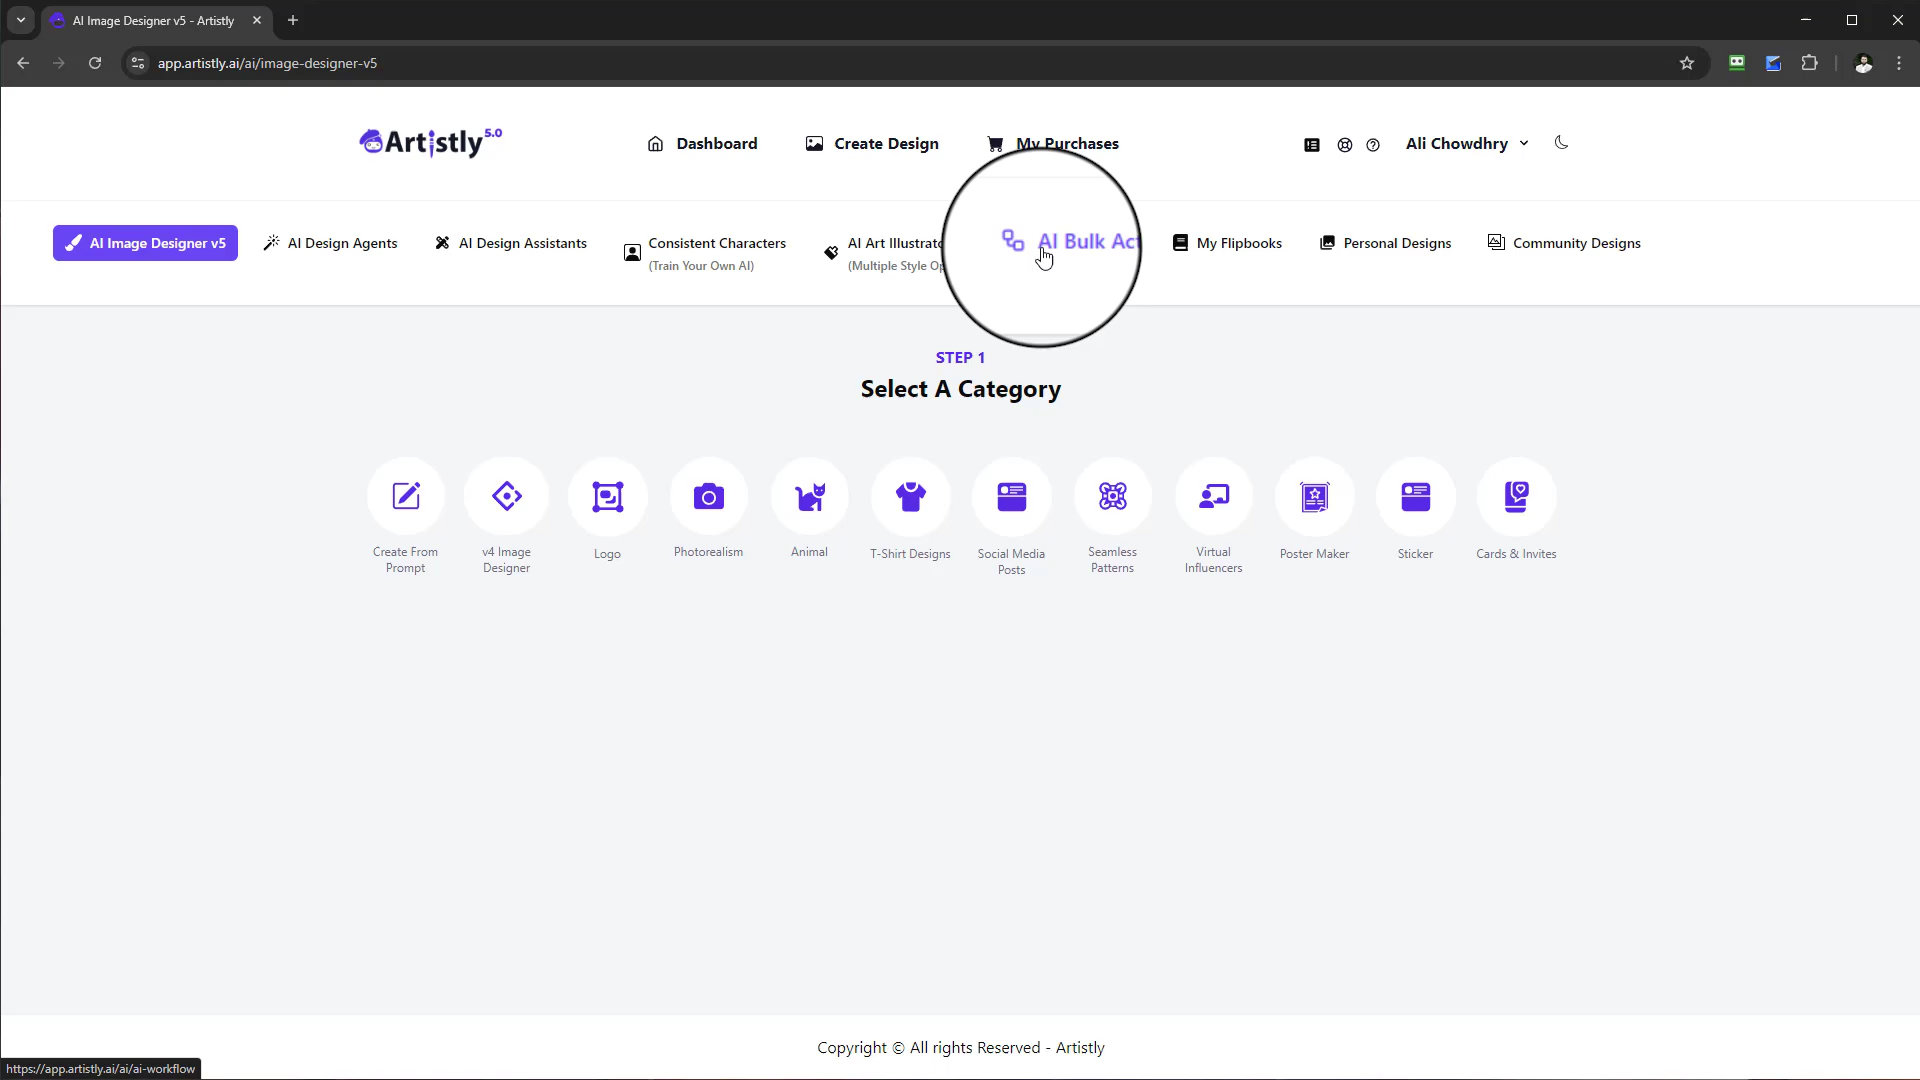 AI Image Designer v5 - Artistly
app.artistly.ai/ai/image-designer-v5
Artistly 5.0
Dashboard
Create Design
My Purchases
Ali Chowdhry
AI Image Designer v5
AI Design Agents
AI Design Assistants
Consistent Characters
(Train Your Own AI)
AI Art Illustrato
(Multiple Style Op
AI Bulk Act
My Flipbooks
Personal Designs
Community Designs
STEP 1
Select A Category
Create From
Prompt
v4 Image
Designer
Logo
Photorealism
Animal
T-Shirt Designs
Social Media
Posts
Seamless
Patterns
Virtual
Influencers
Poster Maker
Sticker
Cards & Invites
Copyright © All rights Reserved - Artistly
https://app.artistly.ai/ai/ai-workflow